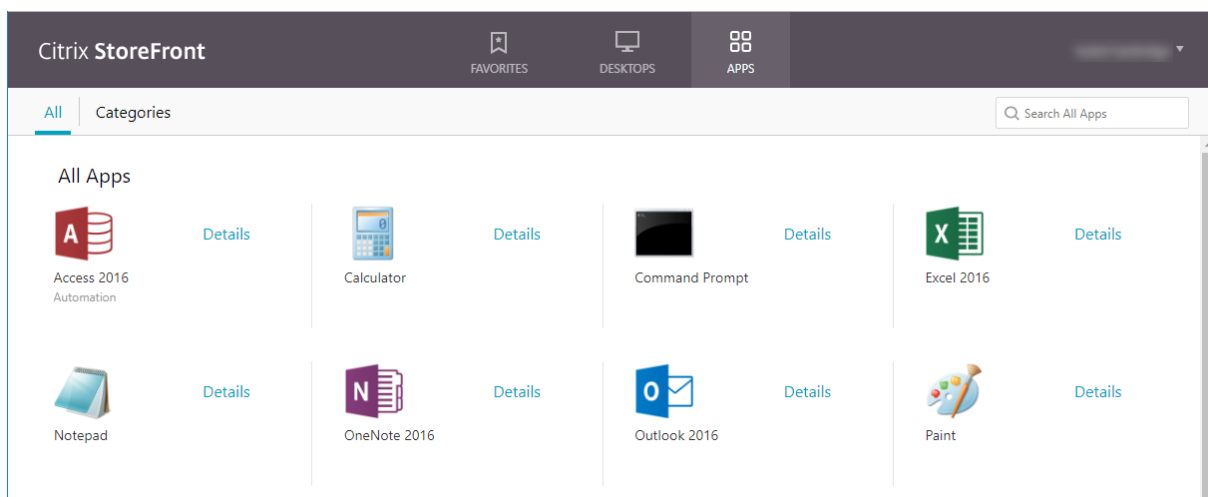 Citrix StoreFront
FAVORITES
DESKTOPS
APPS
All
Categories
Search All Apps
All Apps
Details
Details
Details
Details
Access 2016
Calculator
Command Prompt
Excel 2016
Automation
Details
Details
Details
Details
Notepad
OneNote 2016
Outlook 2016
Paint